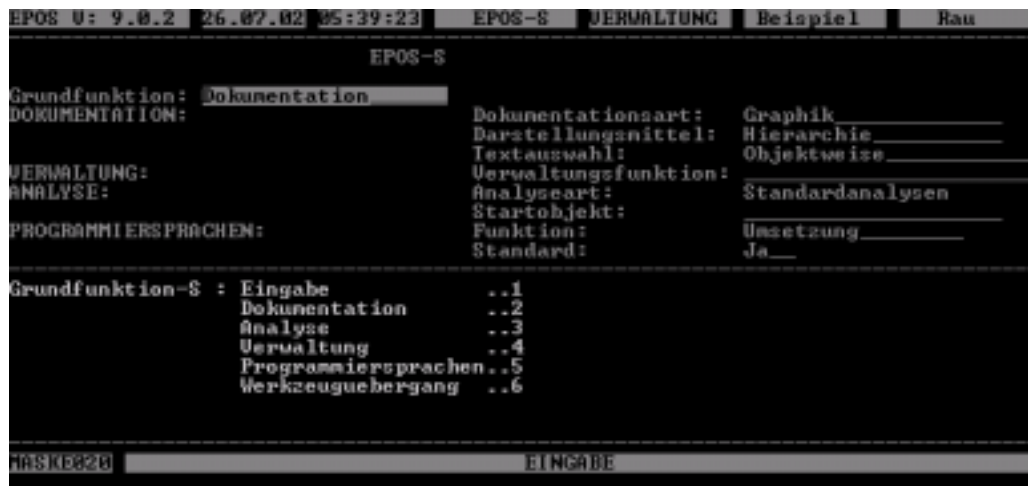 EPOS V: 9.0.2 26.07.02 05:39:23 EPOS-S VERWALTUNG Beispiel Rau
EPOS-S
Grundfunktion: Dokumentation
DOKUMENTATION: Dokumentationsart: Graphik
Darstellungsmittel: Hierarchie
Textauswahl: Objektweise
VERWALTUNG: Verwaltungsfunktion:
ANALYSE: Analyseart: Standardanalysen
Startobjekt:
PROGRAMMIERSPRACHEN: Funktion: Umsetzung
Standard: Ja
Grundfunktion-S : Eingabe ..1
Dokumentation ..2
Analyse ..3
Verwaltung ..4
Programmiersprachen..5
Werkzeuguebergang ..6
MASKE020 EINGABE